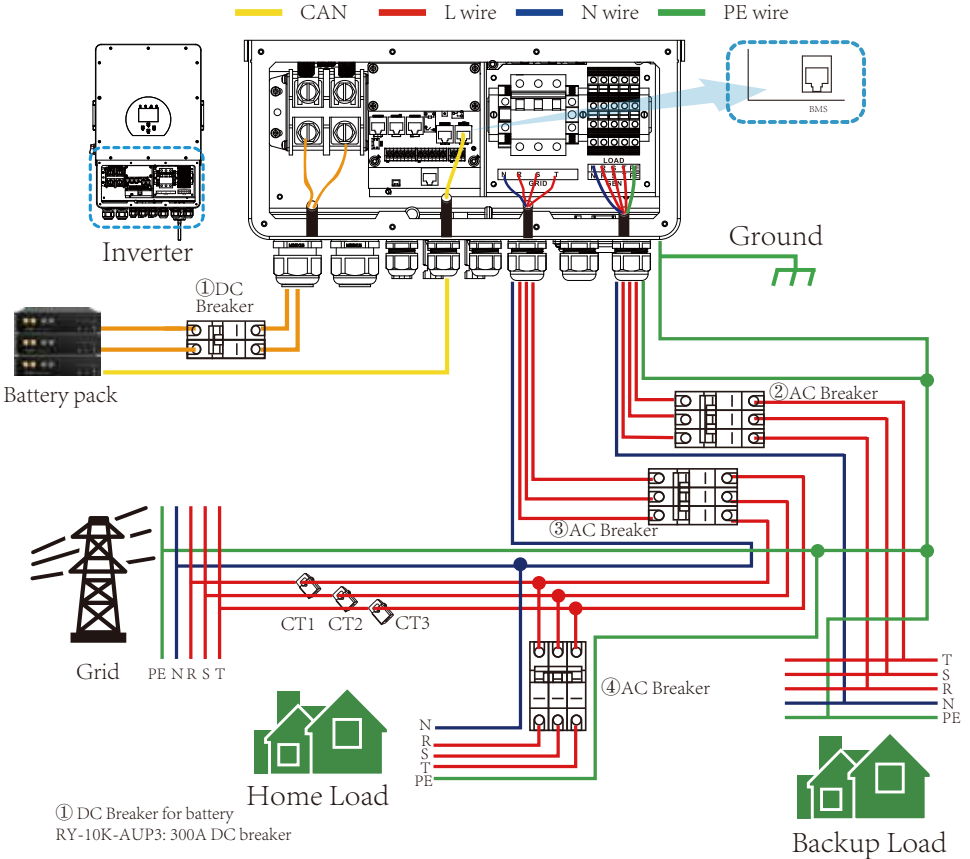 CAN
L wire
N wire
PE wire
BMS
LOAD
GEN
N R S T
GRID
Inverter
Ground
①DC
Breaker
Battery pack
②AC Breaker
③AC Breaker
CT1 CT2 CT3
Grid
PE N R S T
④AC Breaker
T
S
R
N
PE
N
R
S
T
PE
Home Load
Backup Load
① DC Breaker for battery
RY-10K-AUP3: 300A DC breaker